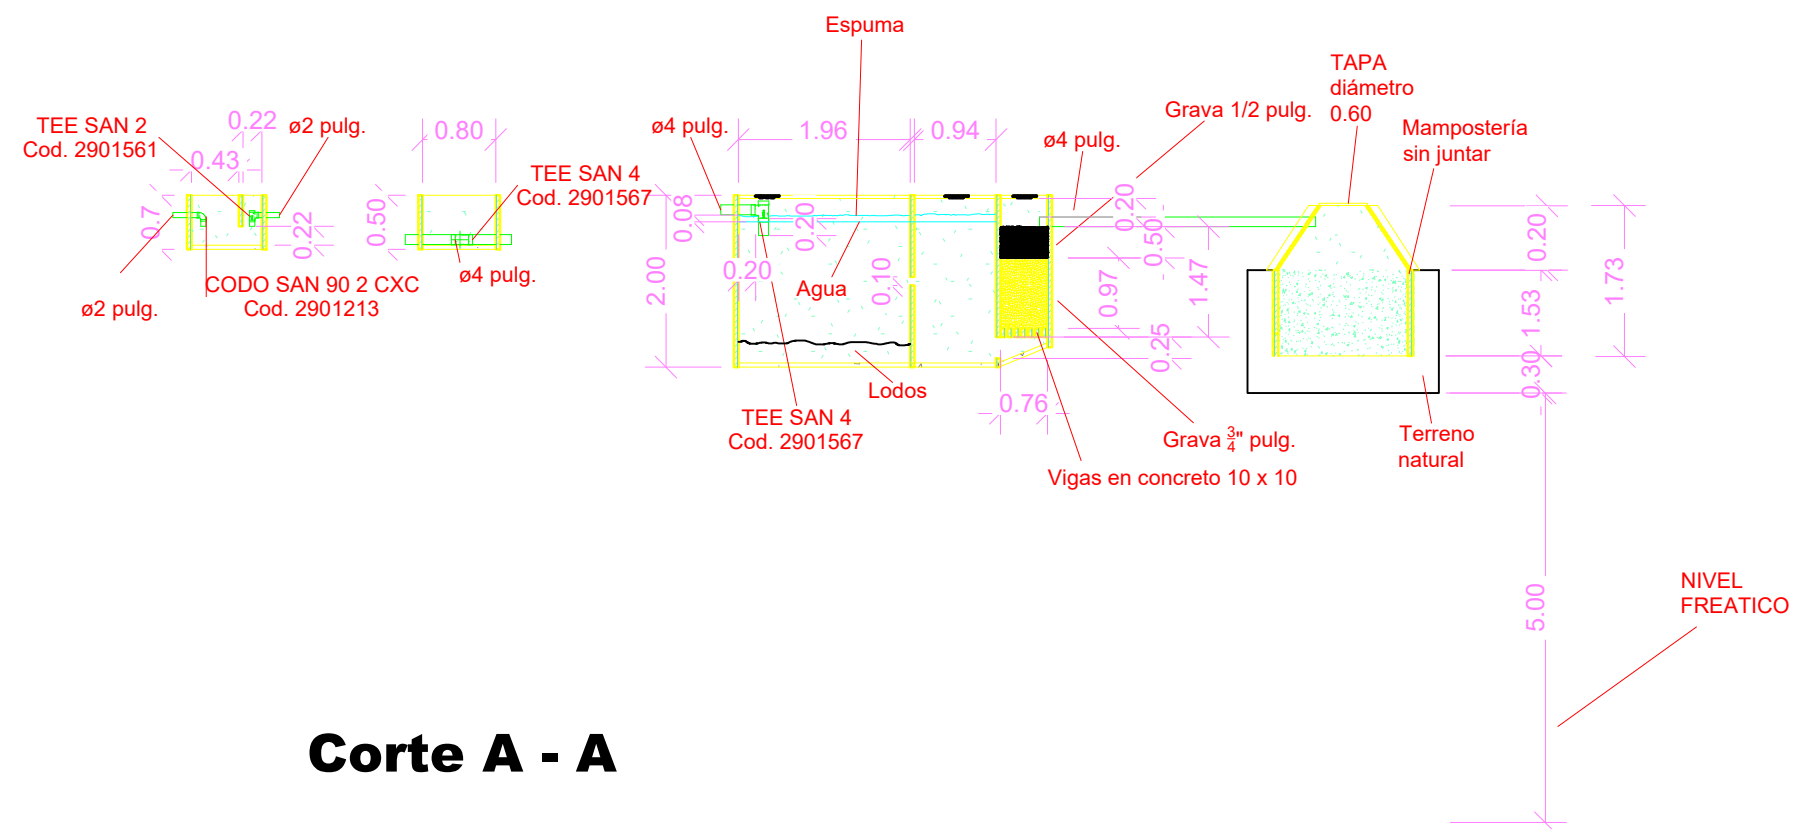 Espuma
TAPA
diámetro
0.60
Grava 1/2 pulg.
Mampostería
sin juntar
TEE SAN 2
Cod. 2901561
0.22
ø2 pulg.
0.43
0.80
TEE SAN 4
Cod. 2901567
ø4 pulg.
1.96
0.94
ø4 pulg.
0.7
0.22
0.50
ø4 pulg.
CODO SAN 90 2 CXC
Cod. 2901213
ø2 pulg.
0.08
2.00
0.20
0.20
Agua
0.10
0.20
0.50
0.97
1.47
0.25
0.20
1.53
1.73
0.30
Lodos
0.76
TEE SAN 4
Cod. 2901567
Grava 3/4" pulg.
Vigas en concreto 10 x 10
Terreno
natural
5.00
NIVEL
FREATICO
Corte A - A